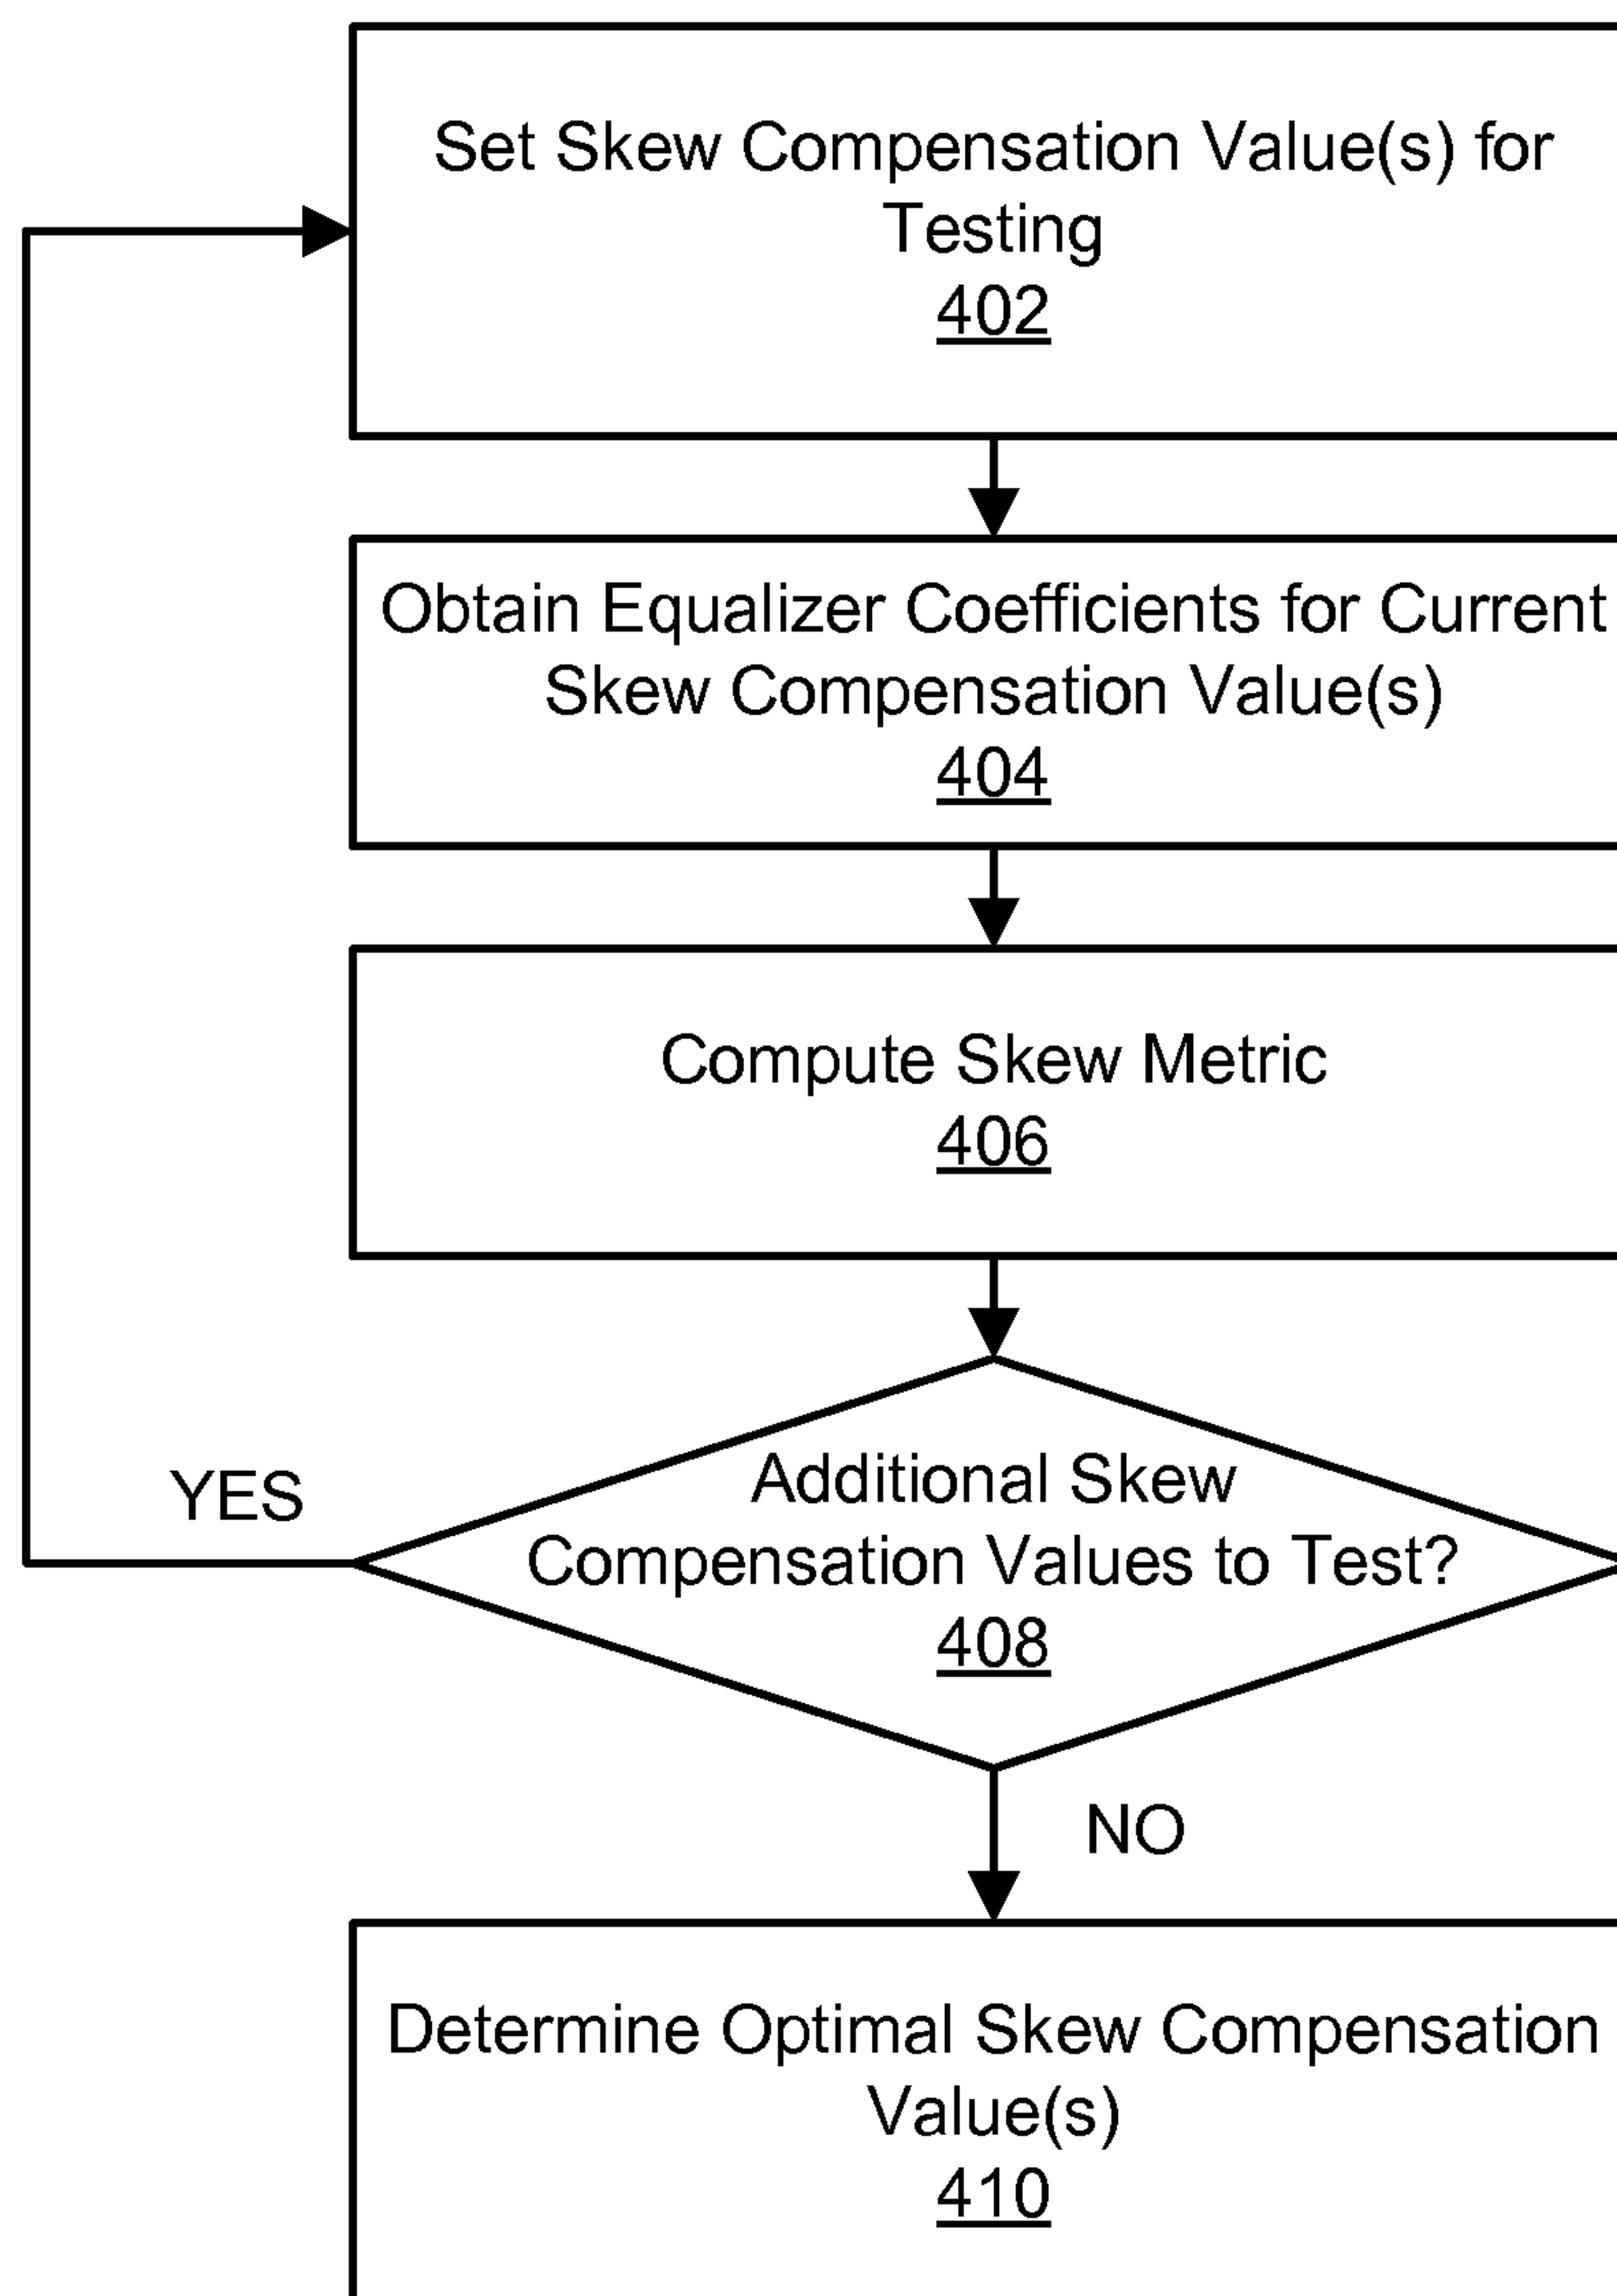 Set Skew Compensation Value(s) for
Testing
402
Obtain Equalizer Coefficients for Current
Skew Compensation Value(s)
404
Compute Skew Metric
406
YES
Additional Skew
Compensation Values to Test?
408
NO
Determine Optimal Skew Compensation
Value(s)
410